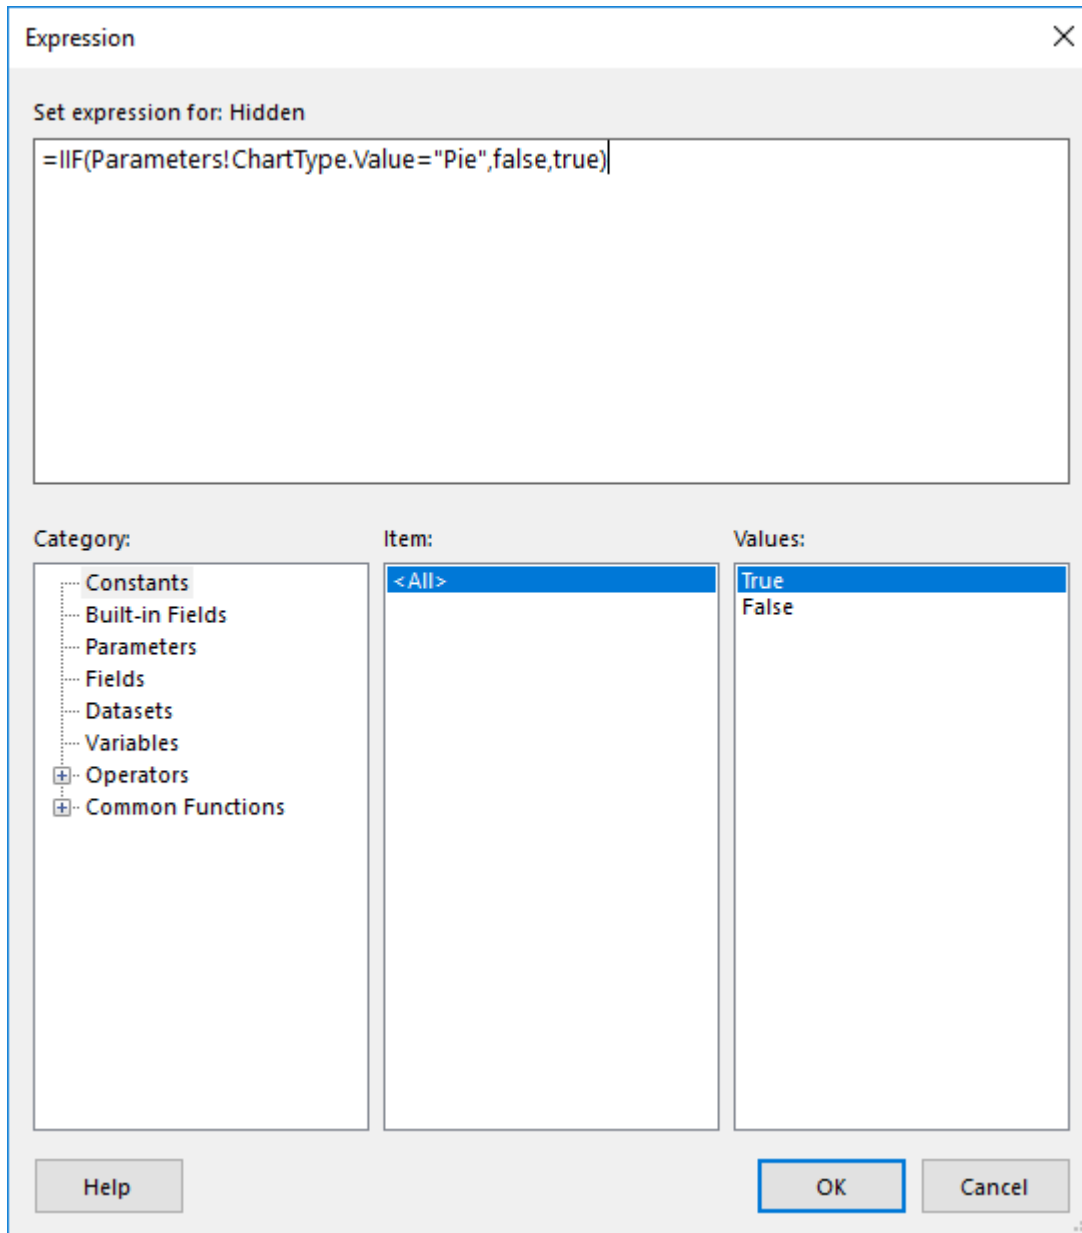 Expression
Set expression for: Hidden
=IIF(Parameters!ChartType.Value="Pie",false,true)
Category:
Constants
Built-in Fields
Parameters
Fields
Datasets
Variables
Operators
Common Functions
Item:
<All>
Values:
True
False
Help
OK
Cancel